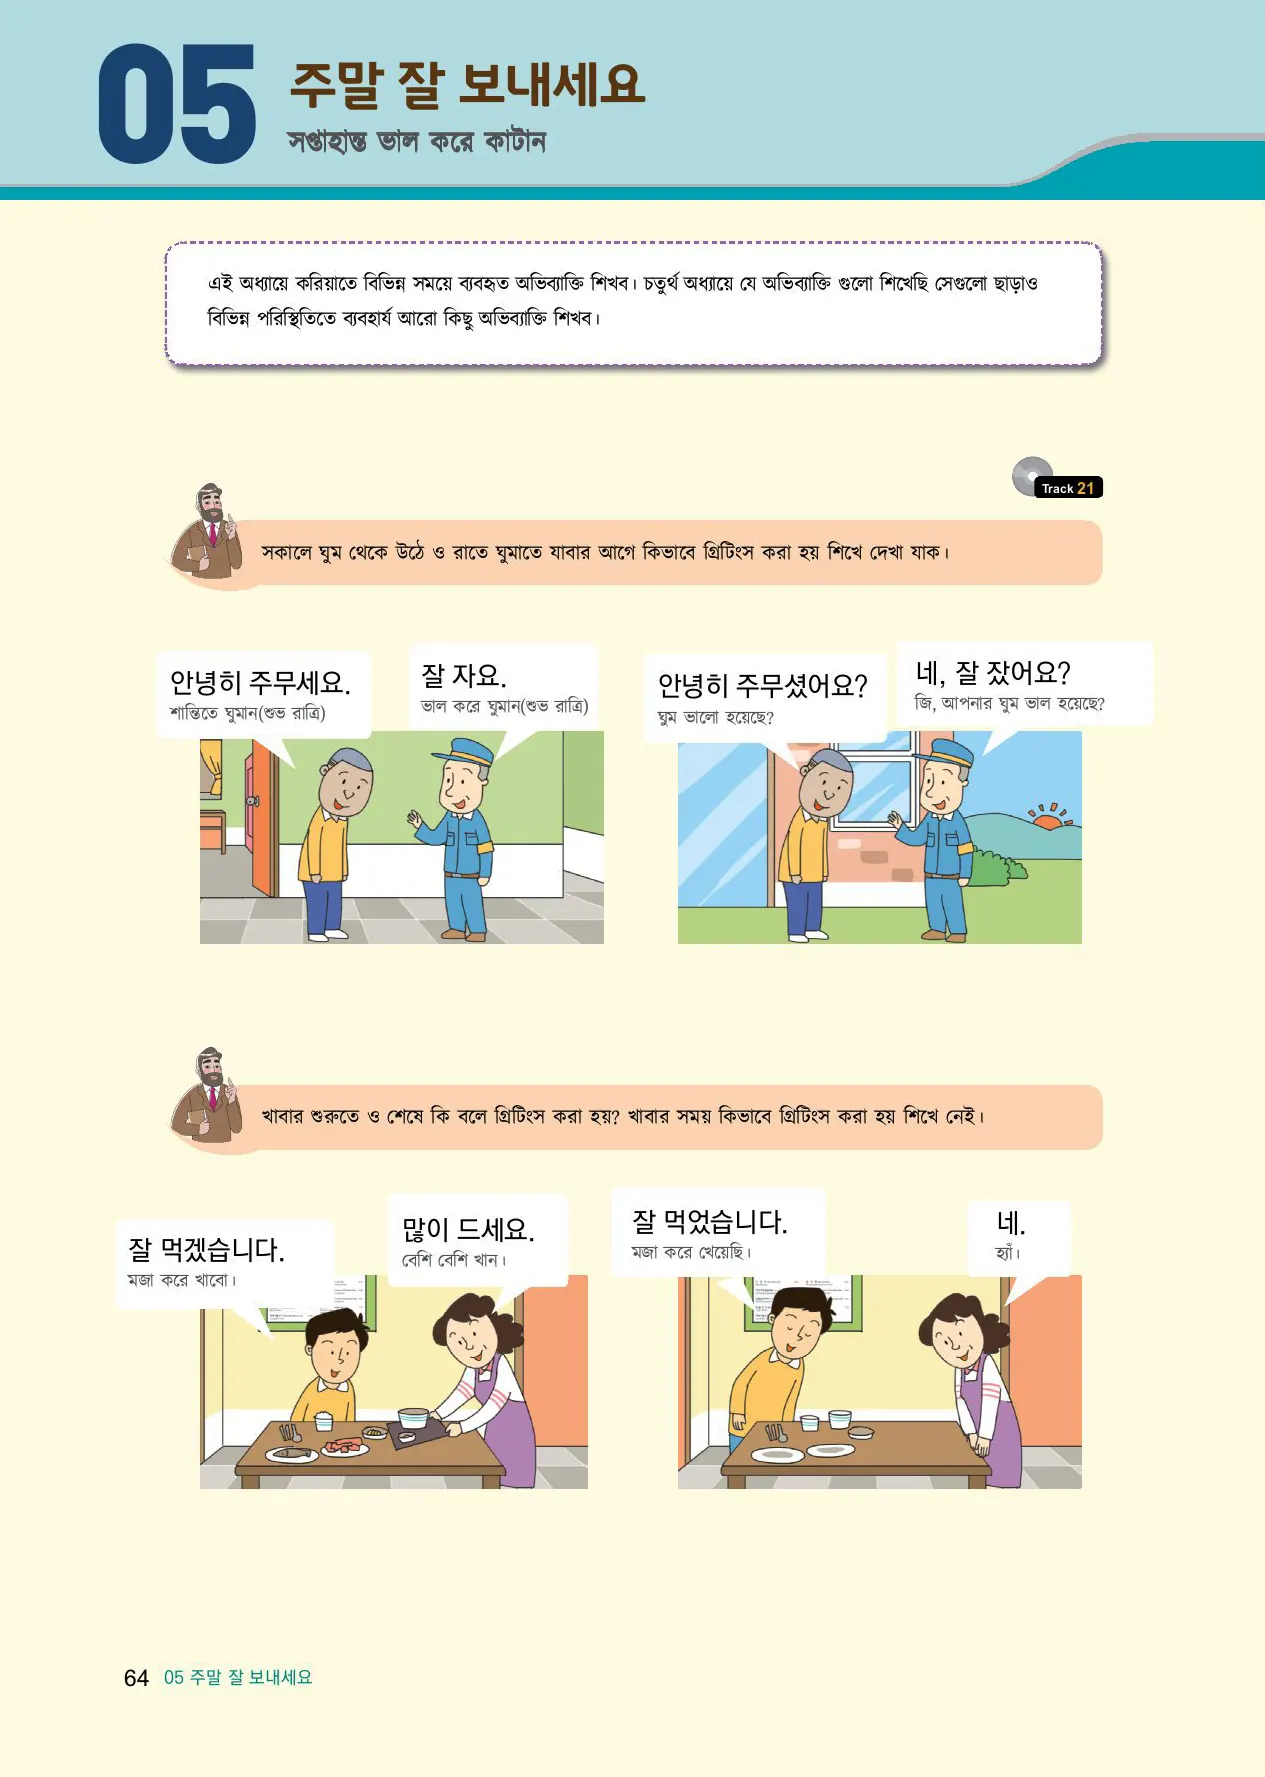 05
주말 잘 보내세요
সপ্তাহান্ত ভাল করে কাটান
এই অধ্যায়ে করিয়াতে বিভিন্ন সময়ে ব্যবহৃত অভিব্যাক্তি শিখব। চতুর্থ অধ্যায়ে যে অভিব্যাক্তি গুলো শিখেছি সেগুলো ছাড়াও
বিভিন্ন পরিস্থিতিতে ব্যবহার্য আরো কিছু অভিব্যাক্তি শিখব।
Track 21
সকালে ঘুম থেকে উঠে ও রাতে ঘুমাতে যাবার আগে কিভাবে গ্রিটিংস করা হয় শিখে দেখা যাক।
안녕히 주무세요.
শান্তিতে ঘুমান(শুভ রাত্রি)
잘 자요.
ভাল করে ঘুমান(শুভ রাত্রি)
안녕히 주무셨어요?
ঘুম ভালো হয়েছে?
네, 잘 잤어요?
জি, আপনার ঘুম ভাল হয়েছে?
খাবার শুরুতে ও শেষে কি বলে গ্রিটিংস করা হয়? খাবার সময় কিভাবে গ্রিটিংস করা হয় শিখে নেই।
잘 먹겠습니다.
মজা করে খাবো।
많이 드세요.
বেশি বেশি খান।
잘 먹었습니다.
মজা করে খেয়েছি।
네.
হ্যাঁ।
64 05 주말 잘 보내세요